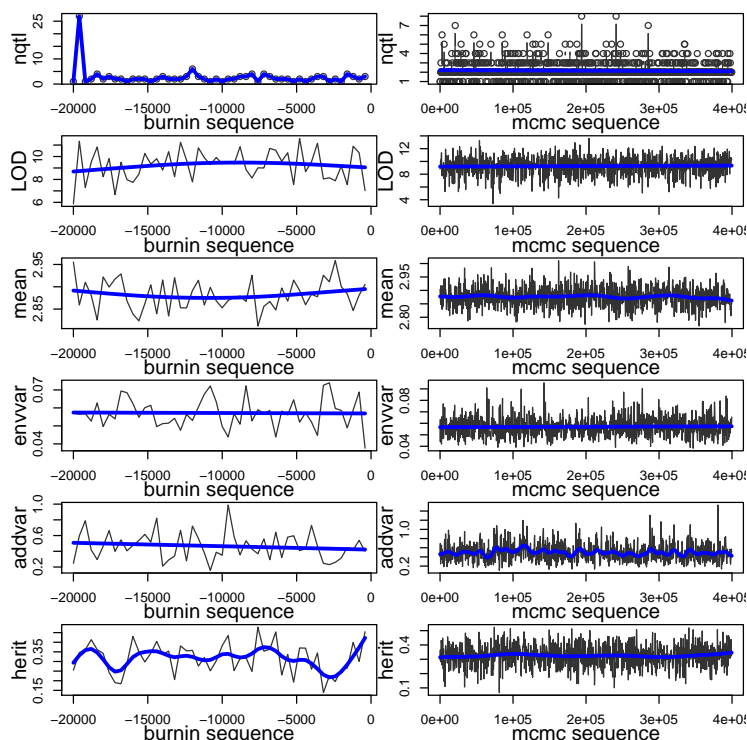 nqtl
25
10
0
−20000 −15000 −10000 −5000 0
burnin sequence
nqtl
7
4
1
0e+00 1e+05 2e+05 3e+05 4e+05
mcmc sequence
LOD
10
8
6
−20000 −15000 −10000 −5000 0
burnin sequence
LOD
12
8
4
0e+00 1e+05 2e+05 3e+05 4e+05
mcmc sequence
mean
2.95
2.85
−20000 −15000 −10000 −5000 0
burnin sequence
mean
2.95
2.80
0e+00 1e+05 2e+05 3e+05 4e+05
mcmc sequence
envvar
0.07
0.04
−20000 −15000 −10000 −5000 0
burnin sequence
envvar
0.08
0.04
0e+00 1e+05 2e+05 3e+05 4e+05
mcmc sequence
addvar
1.0
0.6
0.2
−20000 −15000 −10000 −5000 0
burnin sequence
addvar
1.0
0.2
0e+00 1e+05 2e+05 3e+05 4e+05
mcmc sequence
herit
0.35
0.15
−20000 −15000 −10000 −5000 0
burnin sequence
herit
0.4
0.1
0e+00 1e+05 2e+05 3e+05 4e+05
mcmc sequence